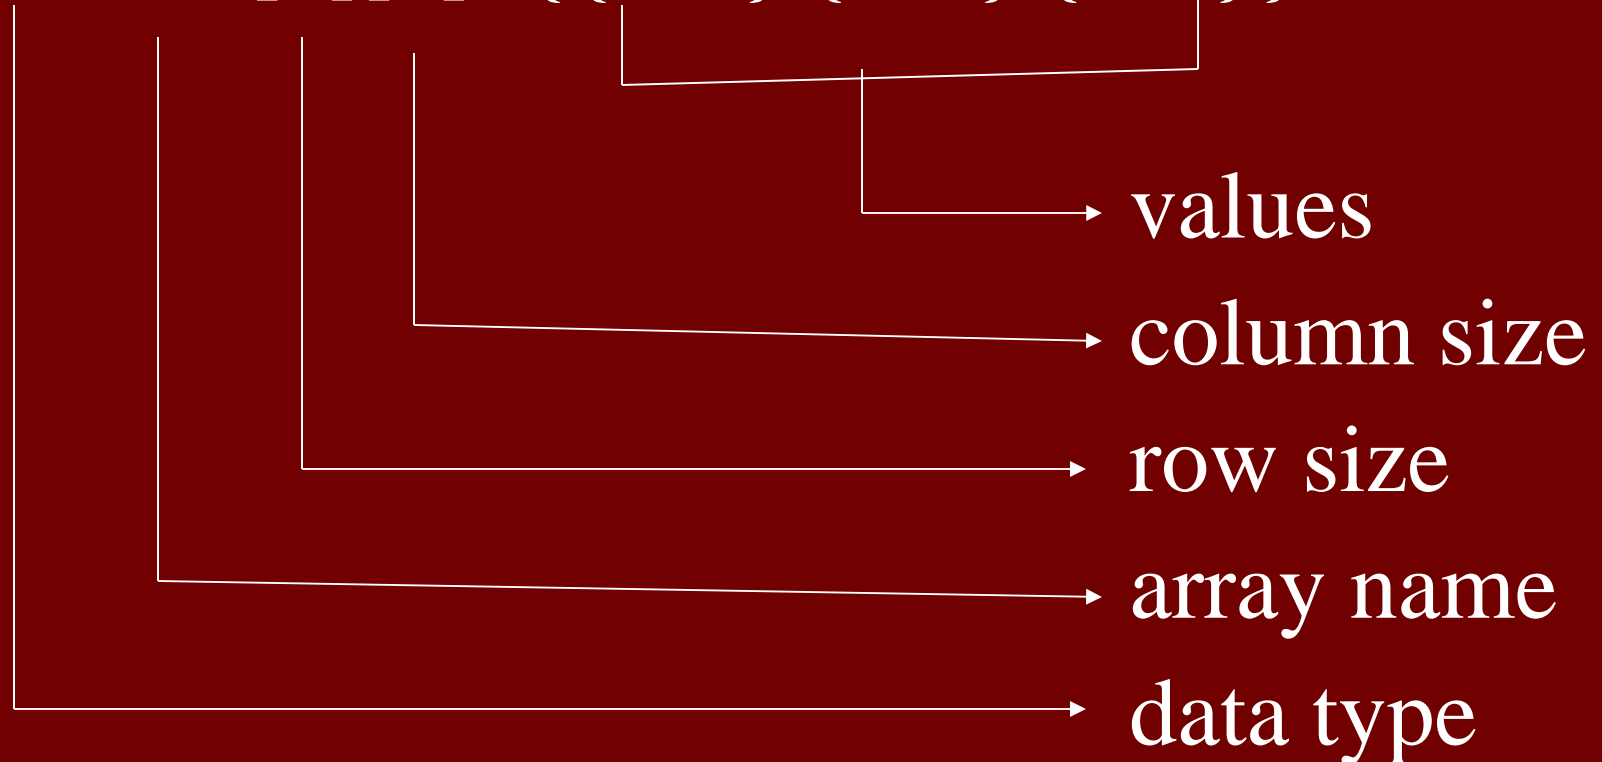 values
column size
row size
array name
data type